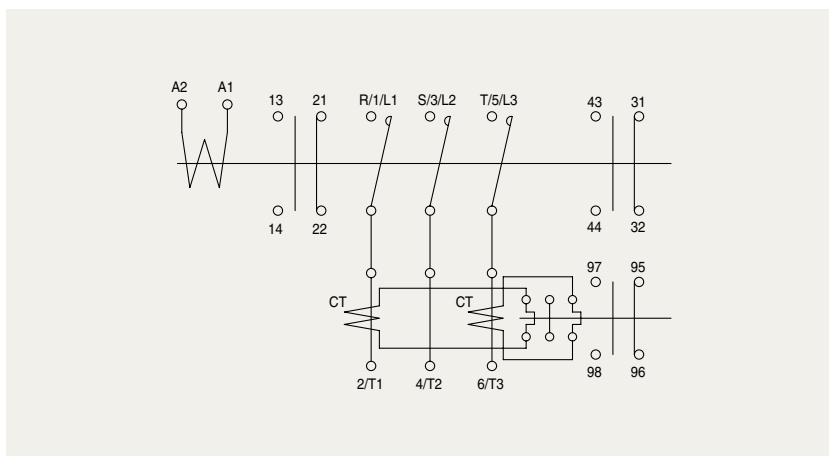 A2 A1
13 21 R/1/L1 S/3/L2 T/5/L3 43 31
14 22 44 32
97 95
CT CT
98 96
2/T1 4/T2 6/T3